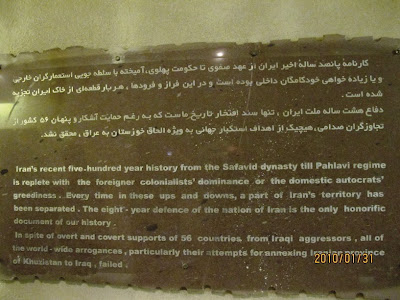 کارنامهٔ پانصد سالهٔ اخیر ایران از عهد صفوی تا حکومت پهلوی، آمیخته با سلطه جویی استعمارگران خارجی
و یا زیاده خواهی خودکامگان داخلی بوده است و در این فراز و فرودها، هر بار قطعه‌ای از خاک ایران تجزیه
شده است.
دفاع هشت ساله ملت ایران، تنها سند افتخار تاریخ ماست که به رغم حمایت آشکار و پنهان ۵۶ کشور از
تجاوزگران صدامی، هیچیک از اهداف استکبار جهانی به ویژه الحاق خوزستان به عراق، محقق نشد.
Iran's recent five-hundred year history from the Safavid dynasty till Pahlavi regime
is replete with the foreigner colonialists' dominance or the domestic autocrats'
greediness. Every time in these ups and downs, a part of Iran's territory has
been separated. The eight-year defence of the nation of Iran is the only honorific
document of our history.
In spite of overt and covert supports of 56 countries, from Iraqi aggressors, all of
the world-wide arrogances, particularly their attempts for annexing Iranian province
of Khuzistan to Iraq, failed.
2010/01/31